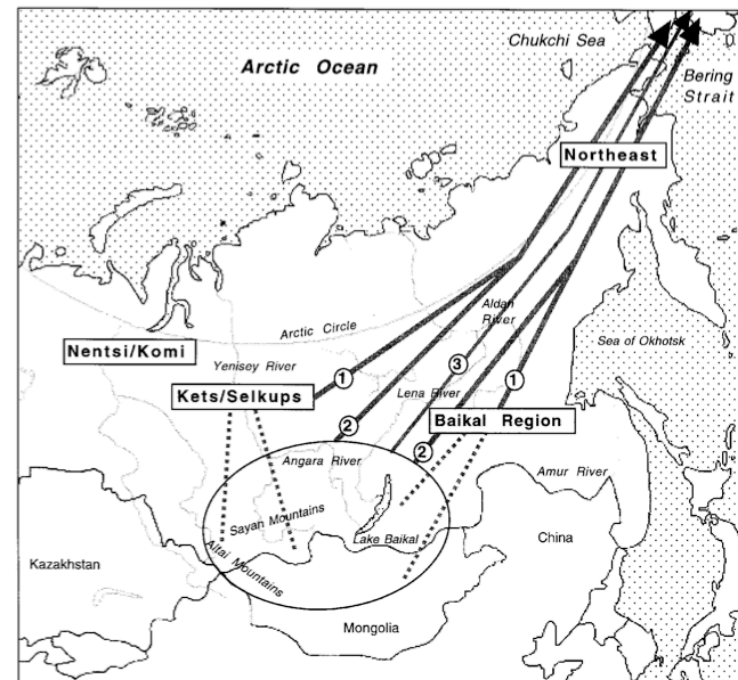 Chukchi Sea
Arctic Ocean
Bering
Strait
Northeast
Aldan
River
Arctic Circle
Sea of Okhotsk
Nentsi/Komi
Yenisey River
1
3
1
Kets/Selkups
Lena River
2
Baikal Region
2
Angara River
Amur River
Sayan Mountains
Lake Baikal
China
Altai Mountains
Kazakhstan
Mongolia